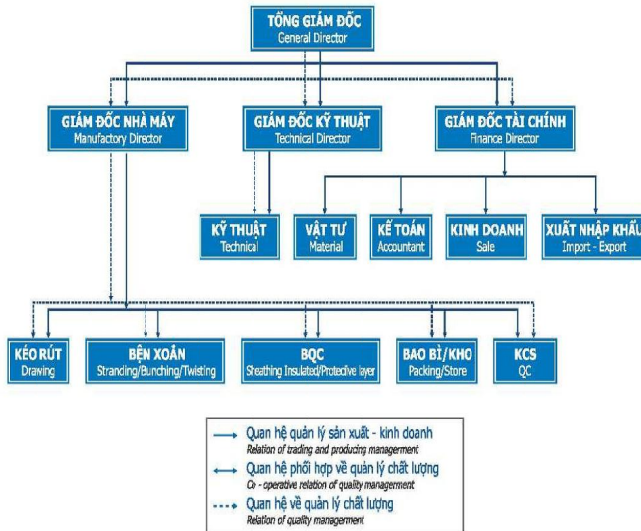 TỔNG GIÁM ĐỐC
General Director
GIÁM ĐỐC NHÀ MÁY
Manufactory Director
GIÁM ĐỐC KỸ THUẬT
Technical Director
GIÁM ĐỐC TÀI CHÍNH
Finance Director
KỸ THUẬT
Technical
VẬT TƯ
Material
KẾ TOÁN
Accountant
KINH DOANH
Sale
XUẤT NHẬP KHẨU
Import - Export
KÉO RÚT
Drawing
BỆN XOẮN
Stranding/Bunching/Twisting
BQC
Sheathing Insulated/Protective layer
BAO BÌ/KHO
Packing/Store
KCS
QC
Quan hệ quản lý sản xuất - kinh doanh
Relation of trading and producing management
Quan hệ phối hợp về quản lý chất lượng
Co - operative relation of quality management
Quan hệ về quản lý chất lượng
Relation of quality management